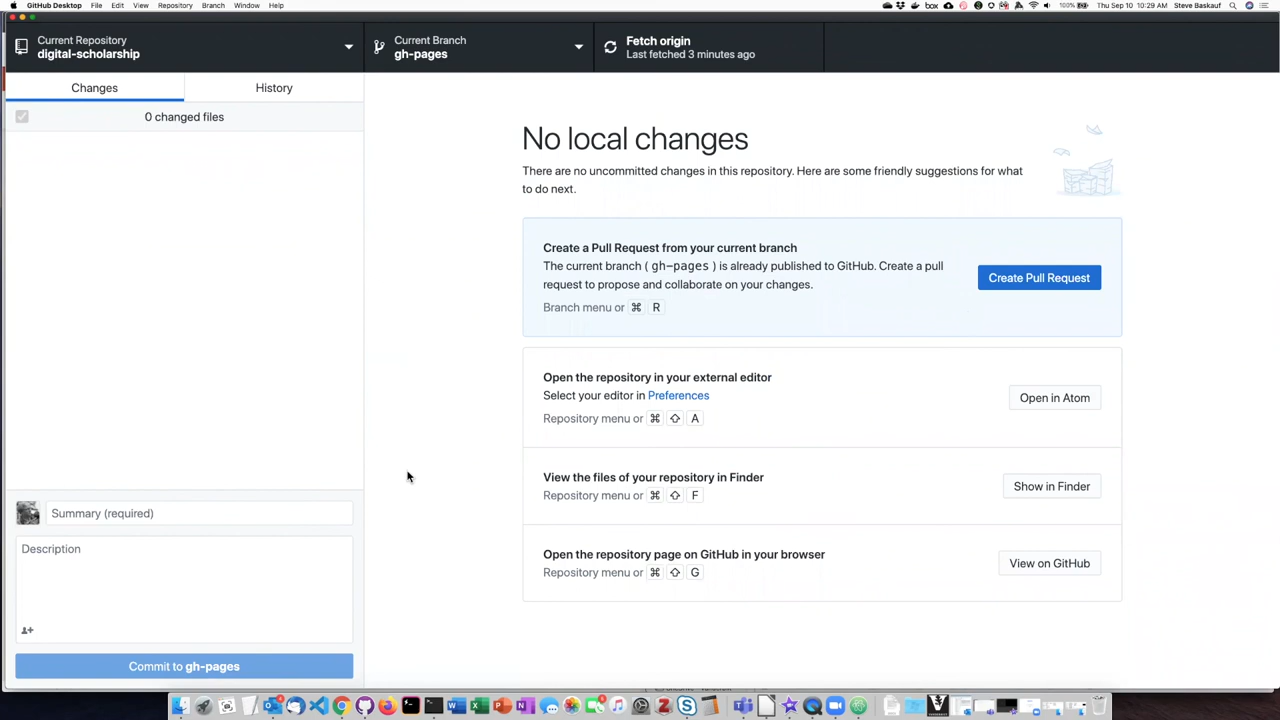 GitHub Desktop File Edit View Repository Branch Window Help
box
100%
Thu Sep 10 10:29 AM Steve Baskauf
Current Repository
digital-scholarship
Current Branch
gh-pages
Fetch origin
Last fetched 3 minutes ago
Changes
History
0 changed files
No local changes
There are no uncommitted changes in this repository. Here are some friendly suggestions for what
to do next.
Create a Pull Request from your current branch
The current branch ( gh-pages ) is already published to GitHub. Create a pull
request to propose and collaborate on your changes.
Branch menu or ⌘ R
Create Pull Request
Open the repository in your external editor
Select your editor in Preferences
Repository menu or ⌘ ⇧ A
Open in Atom
View the files of your repository in Finder
Repository menu or ⌘ ⇧ F
Show in Finder
Open the repository page on GitHub in your browser
Repository menu or ⌘ ⇧ G
View on GitHub
Summary (required)
Description
Commit to gh-pages